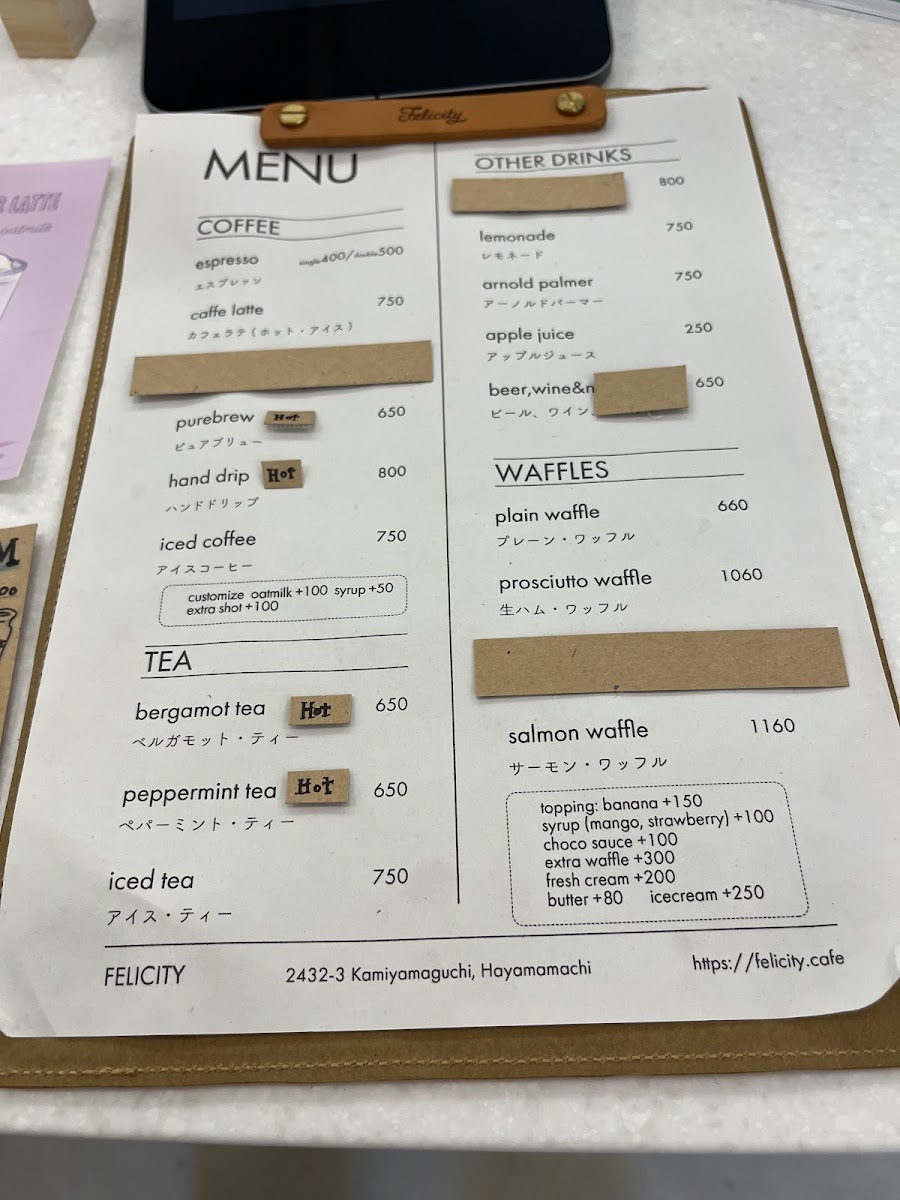 Felicity
MENU
COFFEE
espresso single400/double500
エスプレッソ
caffe latte 750
カフェラテ(ホット・アイス)
purebrew Hot 650
ピュアブリュー
hand drip Hot 800
ハンドドリップ
iced coffee 750
アイスコーヒー
customize oatmilk +100 syrup +50
extra shot +100
TEA
bergamot tea Hot 650
ベルガモット・ティー
peppermint tea Hot 650
ペパーミント・ティー
iced tea 750
アイス・ティー
OTHER DRINKS
800
lemonade 750
レモネード
arnold palmer 750
アーノルドパーマー
apple juice 250
アップルジュース
beer,wine&n 650
ビール、ワイン、
WAFFLES
plain waffle 660
プレーン・ワッフル
prosciutto waffle 1060
生ハム・ワッフル
salmon waffle 1160
サーモン・ワッフル
topping: banana +150
syrup (mango, strawberry) +100
choco sauce +100
extra waffle +300
fresh cream +200
butter +80 icecream +250
FELICITY 2432-3 Kamiyamaguchi, Hayamamachi https://felicity.cafe
LATTE
oatmilk